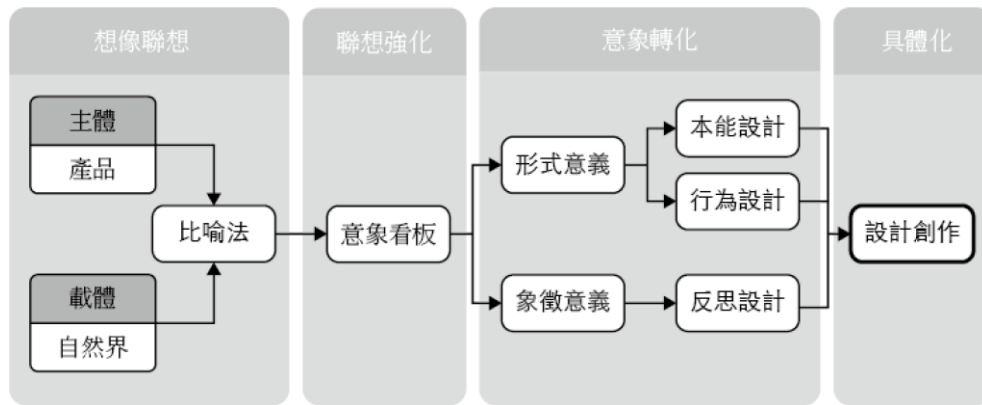 想像聯想
聯想強化
意象轉化
具體化
主體
產品
載體
自然界
比喻法
意象看板
形式意義
象徵意義
本能設計
行為設計
反思設計
設計創作